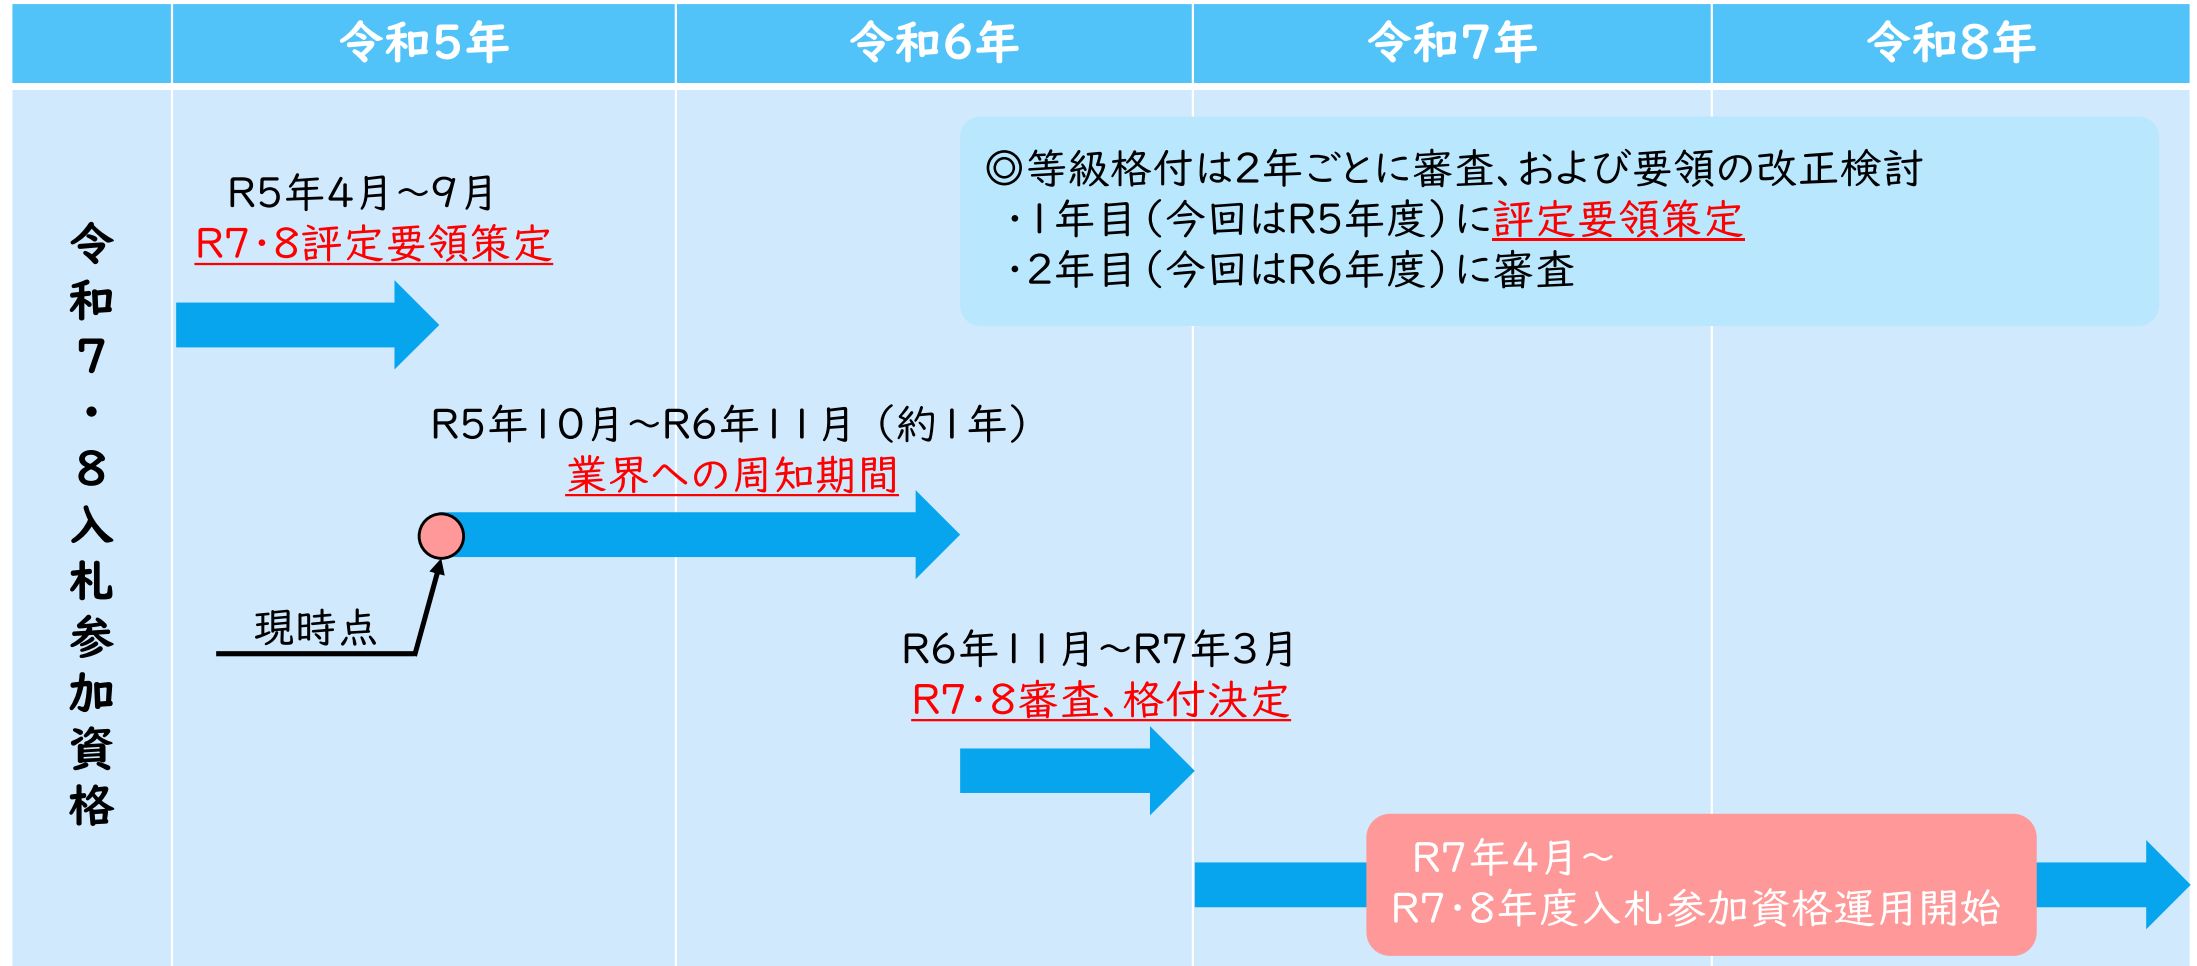 令和5年
令和6年
令和7年
令和8年
令和7・8入札参加資格
◎等級格付は2年ごとに審査、および要領の改正検討
・1年目（今回はR5年度）に評定要領策定
・2年目（今回はR6年度）に審査
R5年4月～9月
R7・8評定要領策定
R5年10月～R6年11月（約1年）
業界への周知期間
現時点
R6年11月～R7年3月
R7・8審査、格付決定
R7年4月～
R7・8年度入札参加資格運用開始